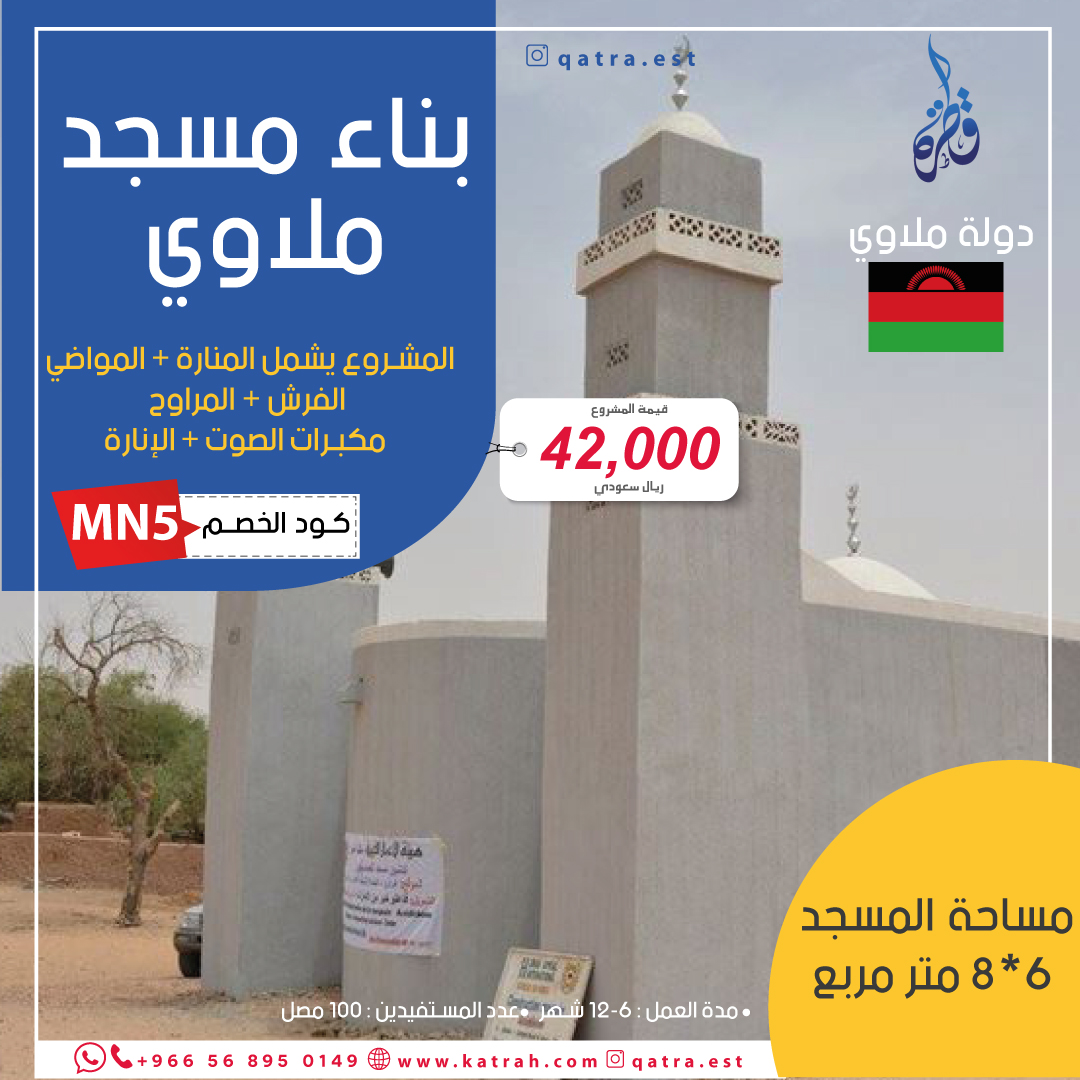 qatra.est
قطرة
بناء مسجد
ملاوي
دولة ملاوي
المشروع يشمل المنارة + المواضي
الفرش + المراوح
مكبرات الصوت + الإنارة
قيمة المشروع
42,000
ريال سعودي
كود الخصم
MN5
مساحة المسجد
6*8 متر مربع
• مدة العمل : 6-12 شهر • عدد المستفيدين : 100 مصل
+966 56 895 0149 www.katrah.com qatra.est